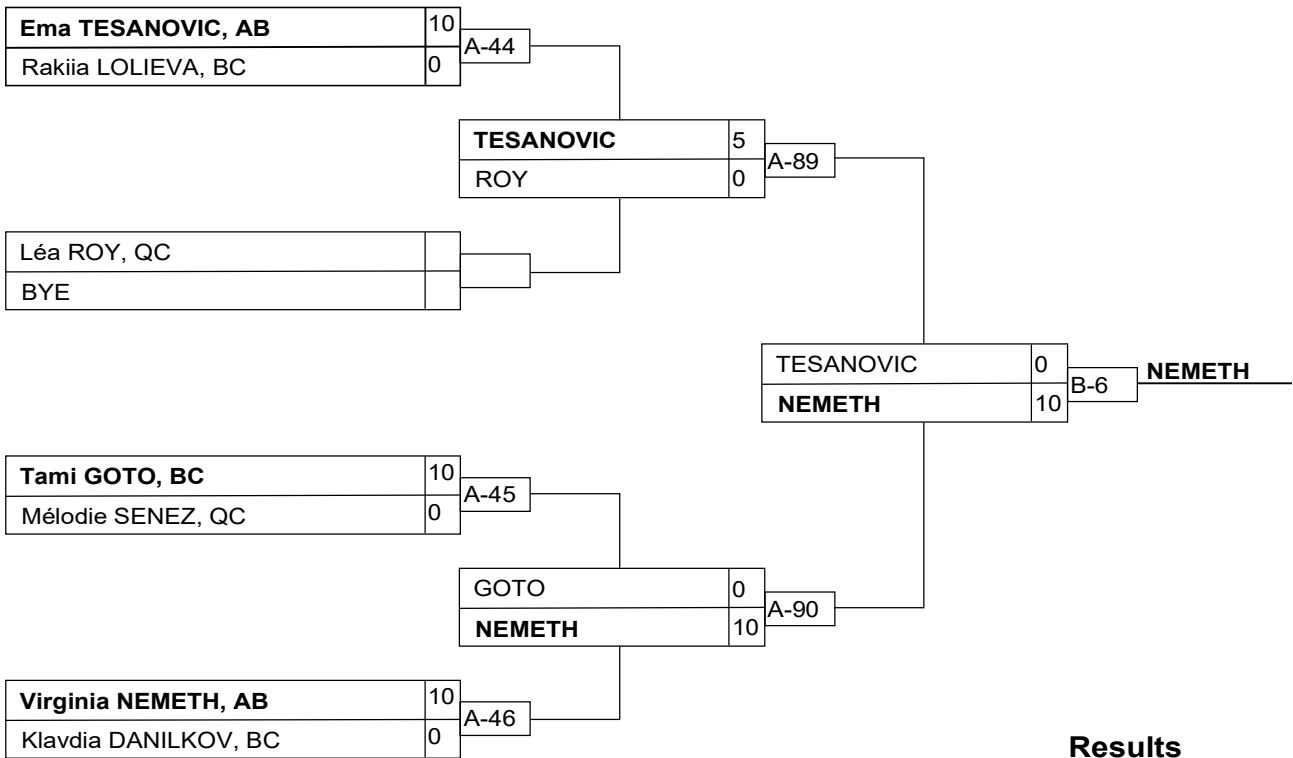 Ema TESANOVIC, AB 10
A-44
Rakiia LOLIEVA, BC 0
TESANOVIC 5
A-89
ROY 0
Léa ROY, QC
BYE
TESANOVIC 0
B-6 NEMETH
NEMETH 10
Tami GOTO, BC 10
A-45
Mélodie SENEZ, QC 0
GOTO 0
A-90
NEMETH 10
Virginia NEMETH, AB 10
A-46
Klavdia DANILKOV, BC 0
Results